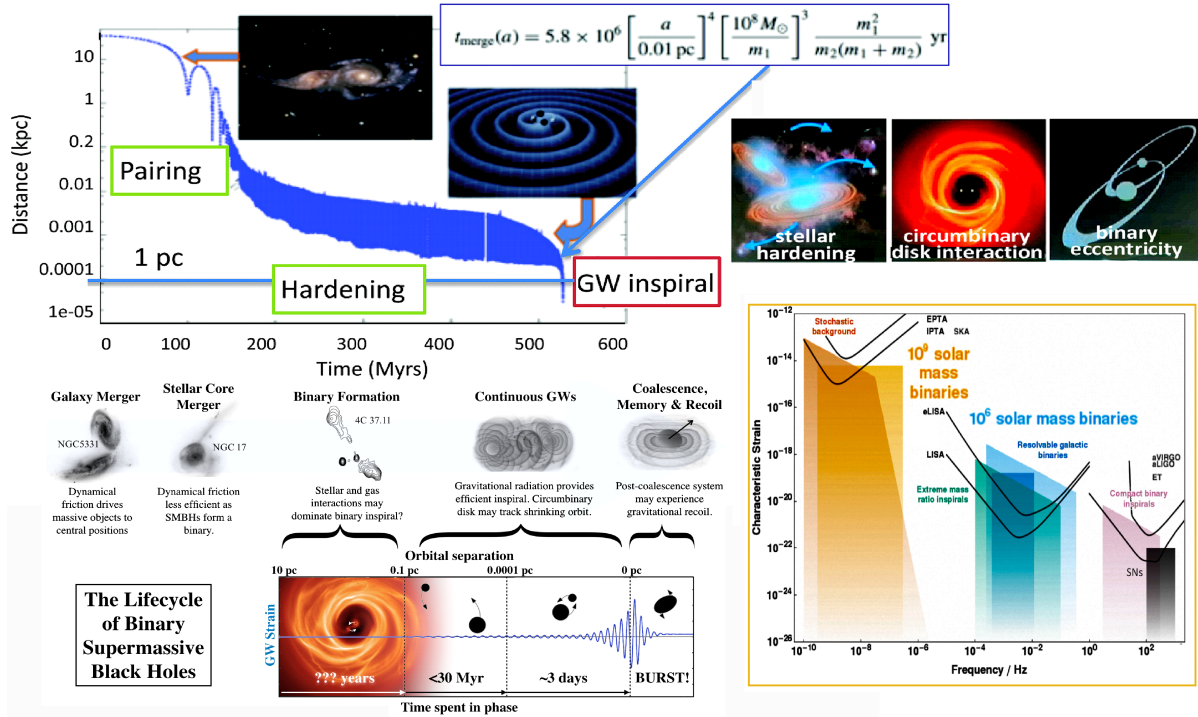 t_merge(a) = 5.8 × 10^6 [a / 0.01 pc]^4 [10^8 M_⊙ / m_1]^3 m_1^2 / m_2(m_1 + m_2) yr
Distance (kpc)
10
1
0.2
0.01
0.001
0.0001
1e-05
Pairing
1 pc
Hardening
GW inspiral
0
100
200
300
400
500
600
Time (Myrs)
stellar
hardening
circumbinary
disk interaction
binary
eccentricity
Galaxy Merger
NGC5331
Dynamical
friction drives
massive objects to
central positions
Stellar Core
Merger
NGC 17
Dynamical friction
less efficient as
SMBHs form a
binary.
Binary Formation
4C 37.11
Stellar and gas
interactions may
dominate binary inspiral?
Continuous GWs
Gravitational radiation provides
efficient inspiral. Circumbinary
disk may track shrinking orbit.
Coalescence,
Memory & Recoil
Post-coalescence system
may experience
gravitational recoil.
The Lifecycle
of Binary
Supermassive
Black Holes
Orbital separation
10 pc
0.1 pc
0.0001 pc
0 pc
GW Strain
??? years
<30 Myr
~3 days
BURST!
Time spent in phase
Characteristic Strain
10^−12
10^−14
10^−16
10^−18
10^−20
10^−22
10^−24
10^−26
Stochastic
background
EPTA
IPTA SKA
10^9 solar
mass
binaries
eLISA
LISA
10^6 solar mass binaries
Resolvable galactic
binaries
Extreme mass
ratio inspirals
aVIRGO
aLIGO
ET
Compact binary
inspirals
SNs
10^−10
10^−8
10^−6
10^−4
10^−2
10^0
10^2
Frequency / Hz